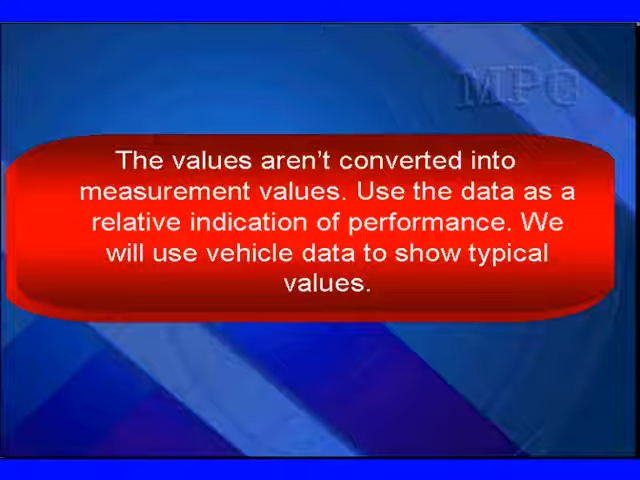 MPC
The values aren't converted into
measurement values. Use the data as a
relative indication of performance. We
will use vehicle data to show typical
values.